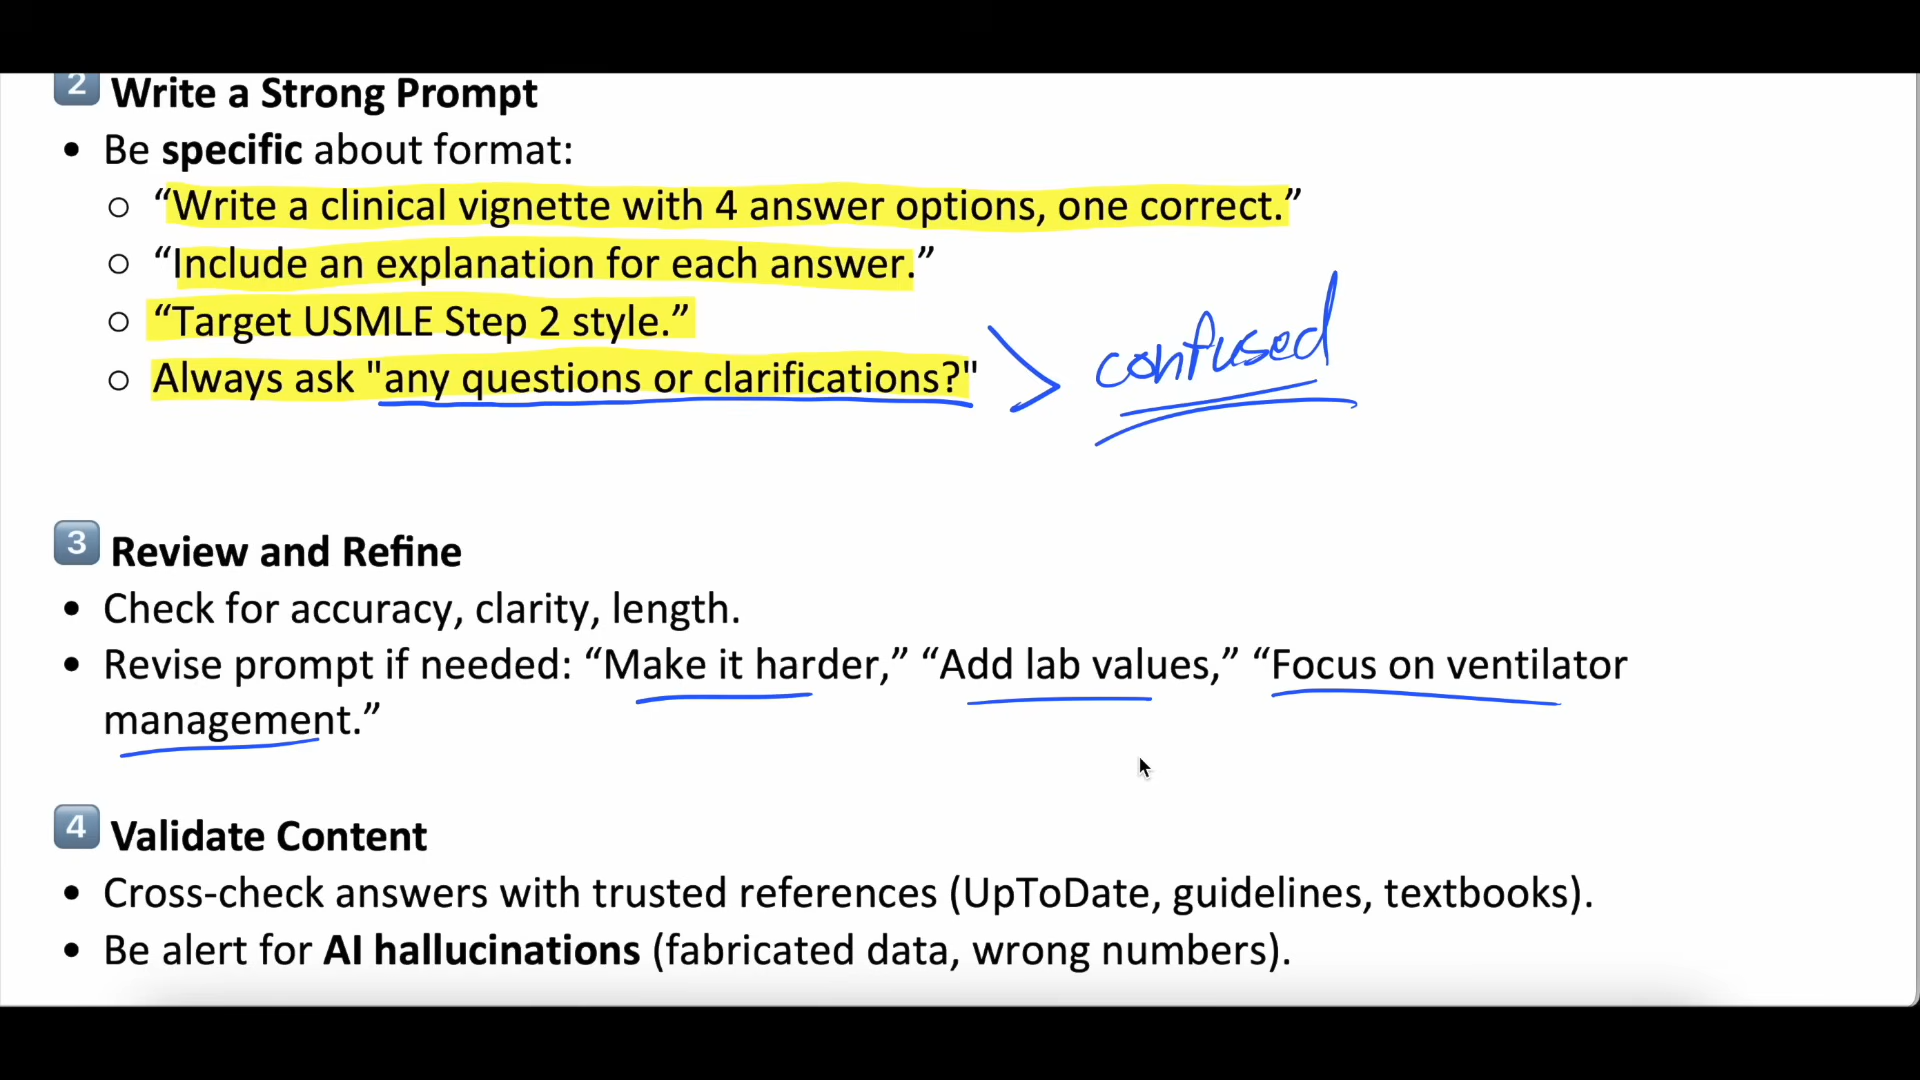 2 Write a Strong Prompt
• Be specific about format:
○ “Write a clinical vignette with 4 answer options, one correct.”
○ “Include an explanation for each answer.”
○ “Target USMLE Step 2 style.”
○ Always ask "any questions or clarifications?"
> confused
3 Review and Refine
• Check for accuracy, clarity, length.
• Revise prompt if needed: “Make it harder,” “Add lab values,” “Focus on ventilator
management.”
4 Validate Content
• Cross-check answers with trusted references (UpToDate, guidelines, textbooks).
• Be alert for AI hallucinations (fabricated data, wrong numbers).